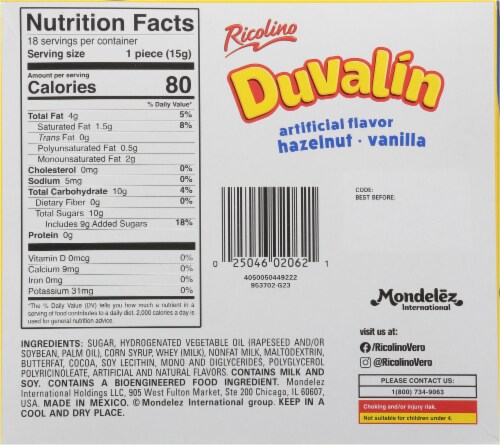 Nutrition Facts
18 servings per container
Serving size 1 piece (15g)
Amount per serving
Calories 80
% Daily Value*
Total Fat 4g 5%
Saturated Fat 1.5g 8%
Trans Fat 0g
Polyunsaturated Fat 0.5g
Monounsaturated Fat 2g
Cholesterol 0mg 0%
Sodium 5mg 0%
Total Carbohydrate 10g 4%
Dietary Fiber 0g 0%
Total Sugars 10g
Includes 9g Added Sugars 18%
Protein 0g
Vitamin D 0mcg 0%
Calcium 9mg 0%
Iron 0mg 0%
Potassium 31mg 0%
*The % Daily Value (DV) tells you how much a nutrient in a
serving of food contributes to a daily diet. 2,000 calories a day is
used for general nutrition advice.
INGREDIENTS: SUGAR, HYDROGENATED VEGETABLE OIL (RAPESEED AND/OR
SOYBEAN, PALM OIL), CORN SYRUP, WHEY (MILK), NONFAT MILK, MALTODEXTRIN,
BUTTERFAT, COCOA, SOY LECITHIN, MONO AND DIGLYCERIDES, POLYGLYCEROL
POLYRICINOLEATE, ARTIFICIAL AND NATURAL FLAVORS. CONTAINS MILK AND
SOY. CONTAINS A BIOENGINEERED FOOD INGREDIENT. Mondelez
International Holdings LLC, 905 West Fulton Market, Ste 200 Chicago, IL 60607,
USA. MADE IN MEXICO. © Mondelez International group. KEEP IN A
COOL AND DRY PLACE.
Ricolino
Duvalín
artificial flavor
hazelnut · vanilla
CODE:
BEST BEFORE:
0 25046 02062 1
4050050449222
953702-G23
Mondelēz
International
visit us at:
/RicolinoVero
@RicolinoVero
PLEASE CONTACT US:
1(800) 734-9063
Choking and/or injury risk.
Not suitable for children under 4.